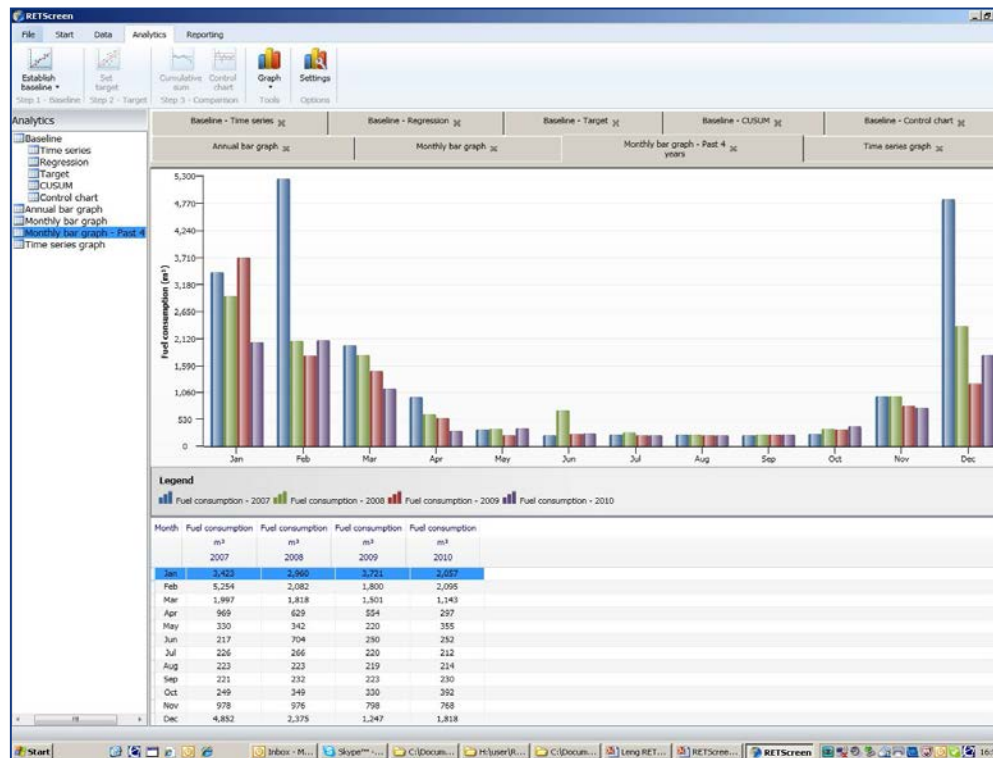 RETScreen
File Start Data Analytics Reporting
Establish baseline Set target Cumulative sum Control chart Graph Settings
Step 1 - Baseline Step 2 - Target Step 3 - Comparison Tools Options
Analytics
Baseline
Time series
Regression
Target
CUSUM
Control chart
Annual bar graph
Monthly bar graph
Monthly bar graph - Past 4
Time series graph
Baseline - Time series Baseline - Regression Baseline - Target Baseline - CUSUM Baseline - Control chart
Annual bar graph Monthly bar graph Monthly bar graph - Past 4 years Time series graph
Fuel consumption (m³)
5,300
4,770
4,240
3,710
3,180
2,650
2,120
1,590
1,060
530
0
Jan Feb Mar Apr May Jun Jul Aug Sep Oct Nov Dec
Legend
Fuel consumption - 2007 Fuel consumption - 2008 Fuel consumption - 2009 Fuel consumption - 2010
Month Fuel consumption Fuel consumption Fuel consumption Fuel consumption
m³ m³ m³ m³
2007 2008 2009 2010
Jan 3,423 2,960 3,721 2,057
Feb 5,254 2,082 1,800 2,095
Mar 1,997 1,818 1,501 1,143
Apr 969 629 554 297
May 330 342 220 355
Jun 217 704 250 252
Jul 226 266 220 212
Aug 223 223 219 214
Sep 221 232 223 230
Oct 249 349 330 392
Nov 978 976 798 768
Dec 4,852 2,375 1,247 1,818
Start Inbox - M... Skype™ -... C:\Docum... H:\user\R... C:\Docum... Leng RET... RETScree... RETScreen